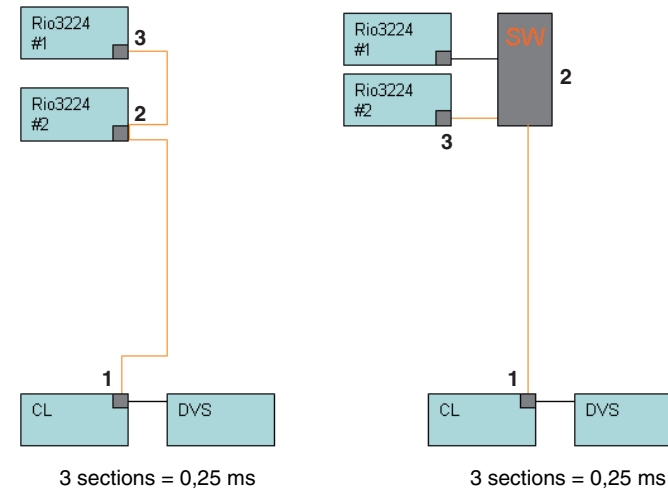 Rio3224
#1
3
Rio3224
#2
2
1
CL
DVS
3 sections = 0,25 ms
Rio3224
#1
SW
2
Rio3224
#2
3
1
CL
DVS
3 sections = 0,25 ms